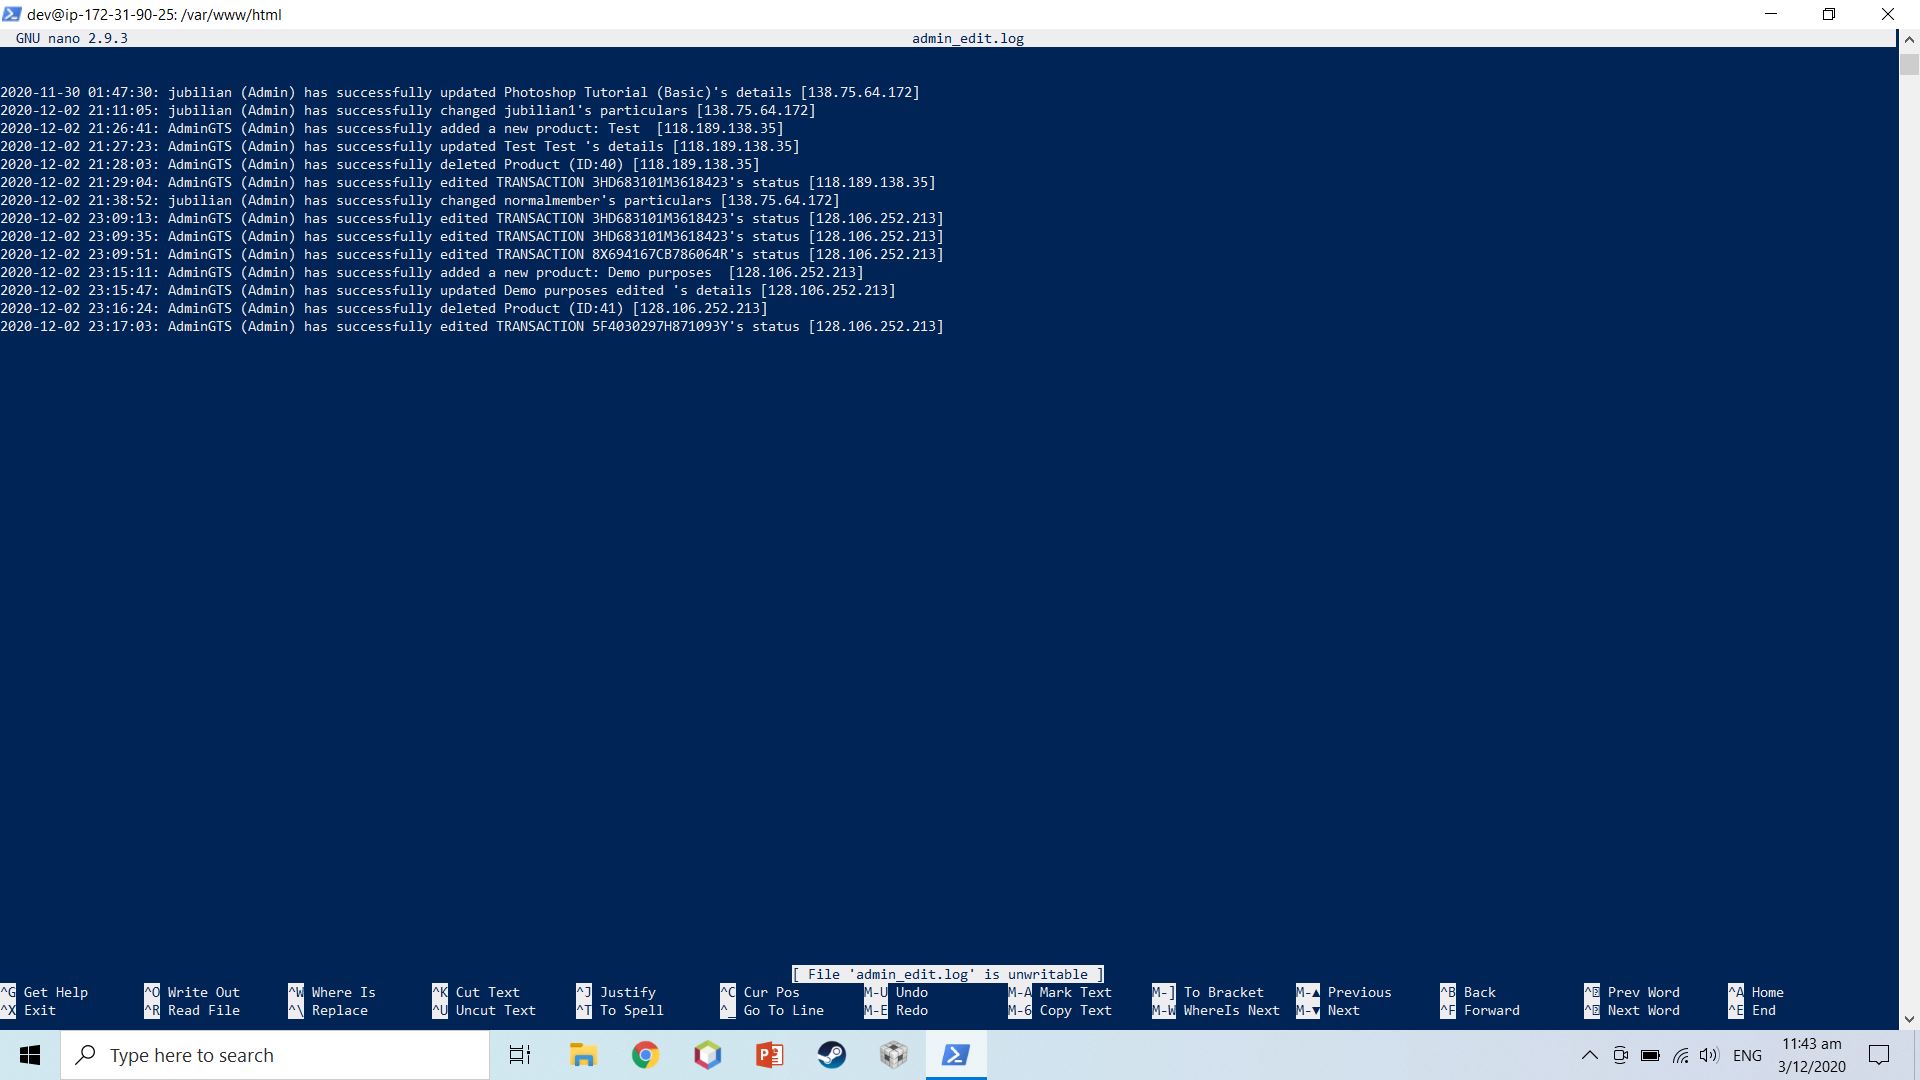 dev@ip-172-31-90-25: /var/www/html
GNU nano 2.9.3 admin_edit.log
2020-11-30 01:47:30: jubilian (Admin) has successfully updated Photoshop Tutorial (Basic)'s details [138.75.64.172]
2020-12-02 21:11:05: jubilian (Admin) has successfully changed jubilian1's particulars [138.75.64.172]
2020-12-02 21:26:41: AdminGTS (Admin) has successfully added a new product: Test  [118.189.138.35]
2020-12-02 21:27:23: AdminGTS (Admin) has successfully updated Test Test 's details [118.189.138.35]
2020-12-02 21:28:03: AdminGTS (Admin) has successfully deleted Product (ID:40) [118.189.138.35]
2020-12-02 21:29:04: AdminGTS (Admin) has successfully edited TRANSACTION 3HD683101M3618423's status [118.189.138.35]
2020-12-02 21:38:52: jubilian (Admin) has successfully changed normalmember's particulars [138.75.64.172]
2020-12-02 23:09:13: AdminGTS (Admin) has successfully edited TRANSACTION 3HD683101M3618423's status [128.106.252.213]
2020-12-02 23:09:35: AdminGTS (Admin) has successfully edited TRANSACTION 3HD683101M3618423's status [128.106.252.213]
2020-12-02 23:09:51: AdminGTS (Admin) has successfully edited TRANSACTION 8X694167CB786064R's status [128.106.252.213]
2020-12-02 23:15:11: AdminGTS (Admin) has successfully added a new product: Demo purposes  [128.106.252.213]
2020-12-02 23:15:47: AdminGTS (Admin) has successfully updated Demo purposes edited 's details [128.106.252.213]
2020-12-02 23:16:24: AdminGTS (Admin) has successfully deleted Product (ID:41) [128.106.252.213]
2020-12-02 23:17:03: AdminGTS (Admin) has successfully edited TRANSACTION 5F4030297H871093Y's status [128.106.252.213]
[ File 'admin_edit.log' is unwritable ]
^G Get Help ^O Write Out ^W Where Is ^K Cut Text ^J Justify ^C Cur Pos M-U Undo M-A Mark Text M-] To Bracket M-▲ Previous ^B Back ^⍰ Prev Word ^A Home
^X Exit ^R Read File ^\ Replace ^U Uncut Text ^T To Spell ^_ Go To Line M-E Redo M-6 Copy Text M-W WhereIs Next M-▼ Next ^F Forward ^⍰ Next Word ^E End
Type here to search
ENG
11:43 am
3/12/2020